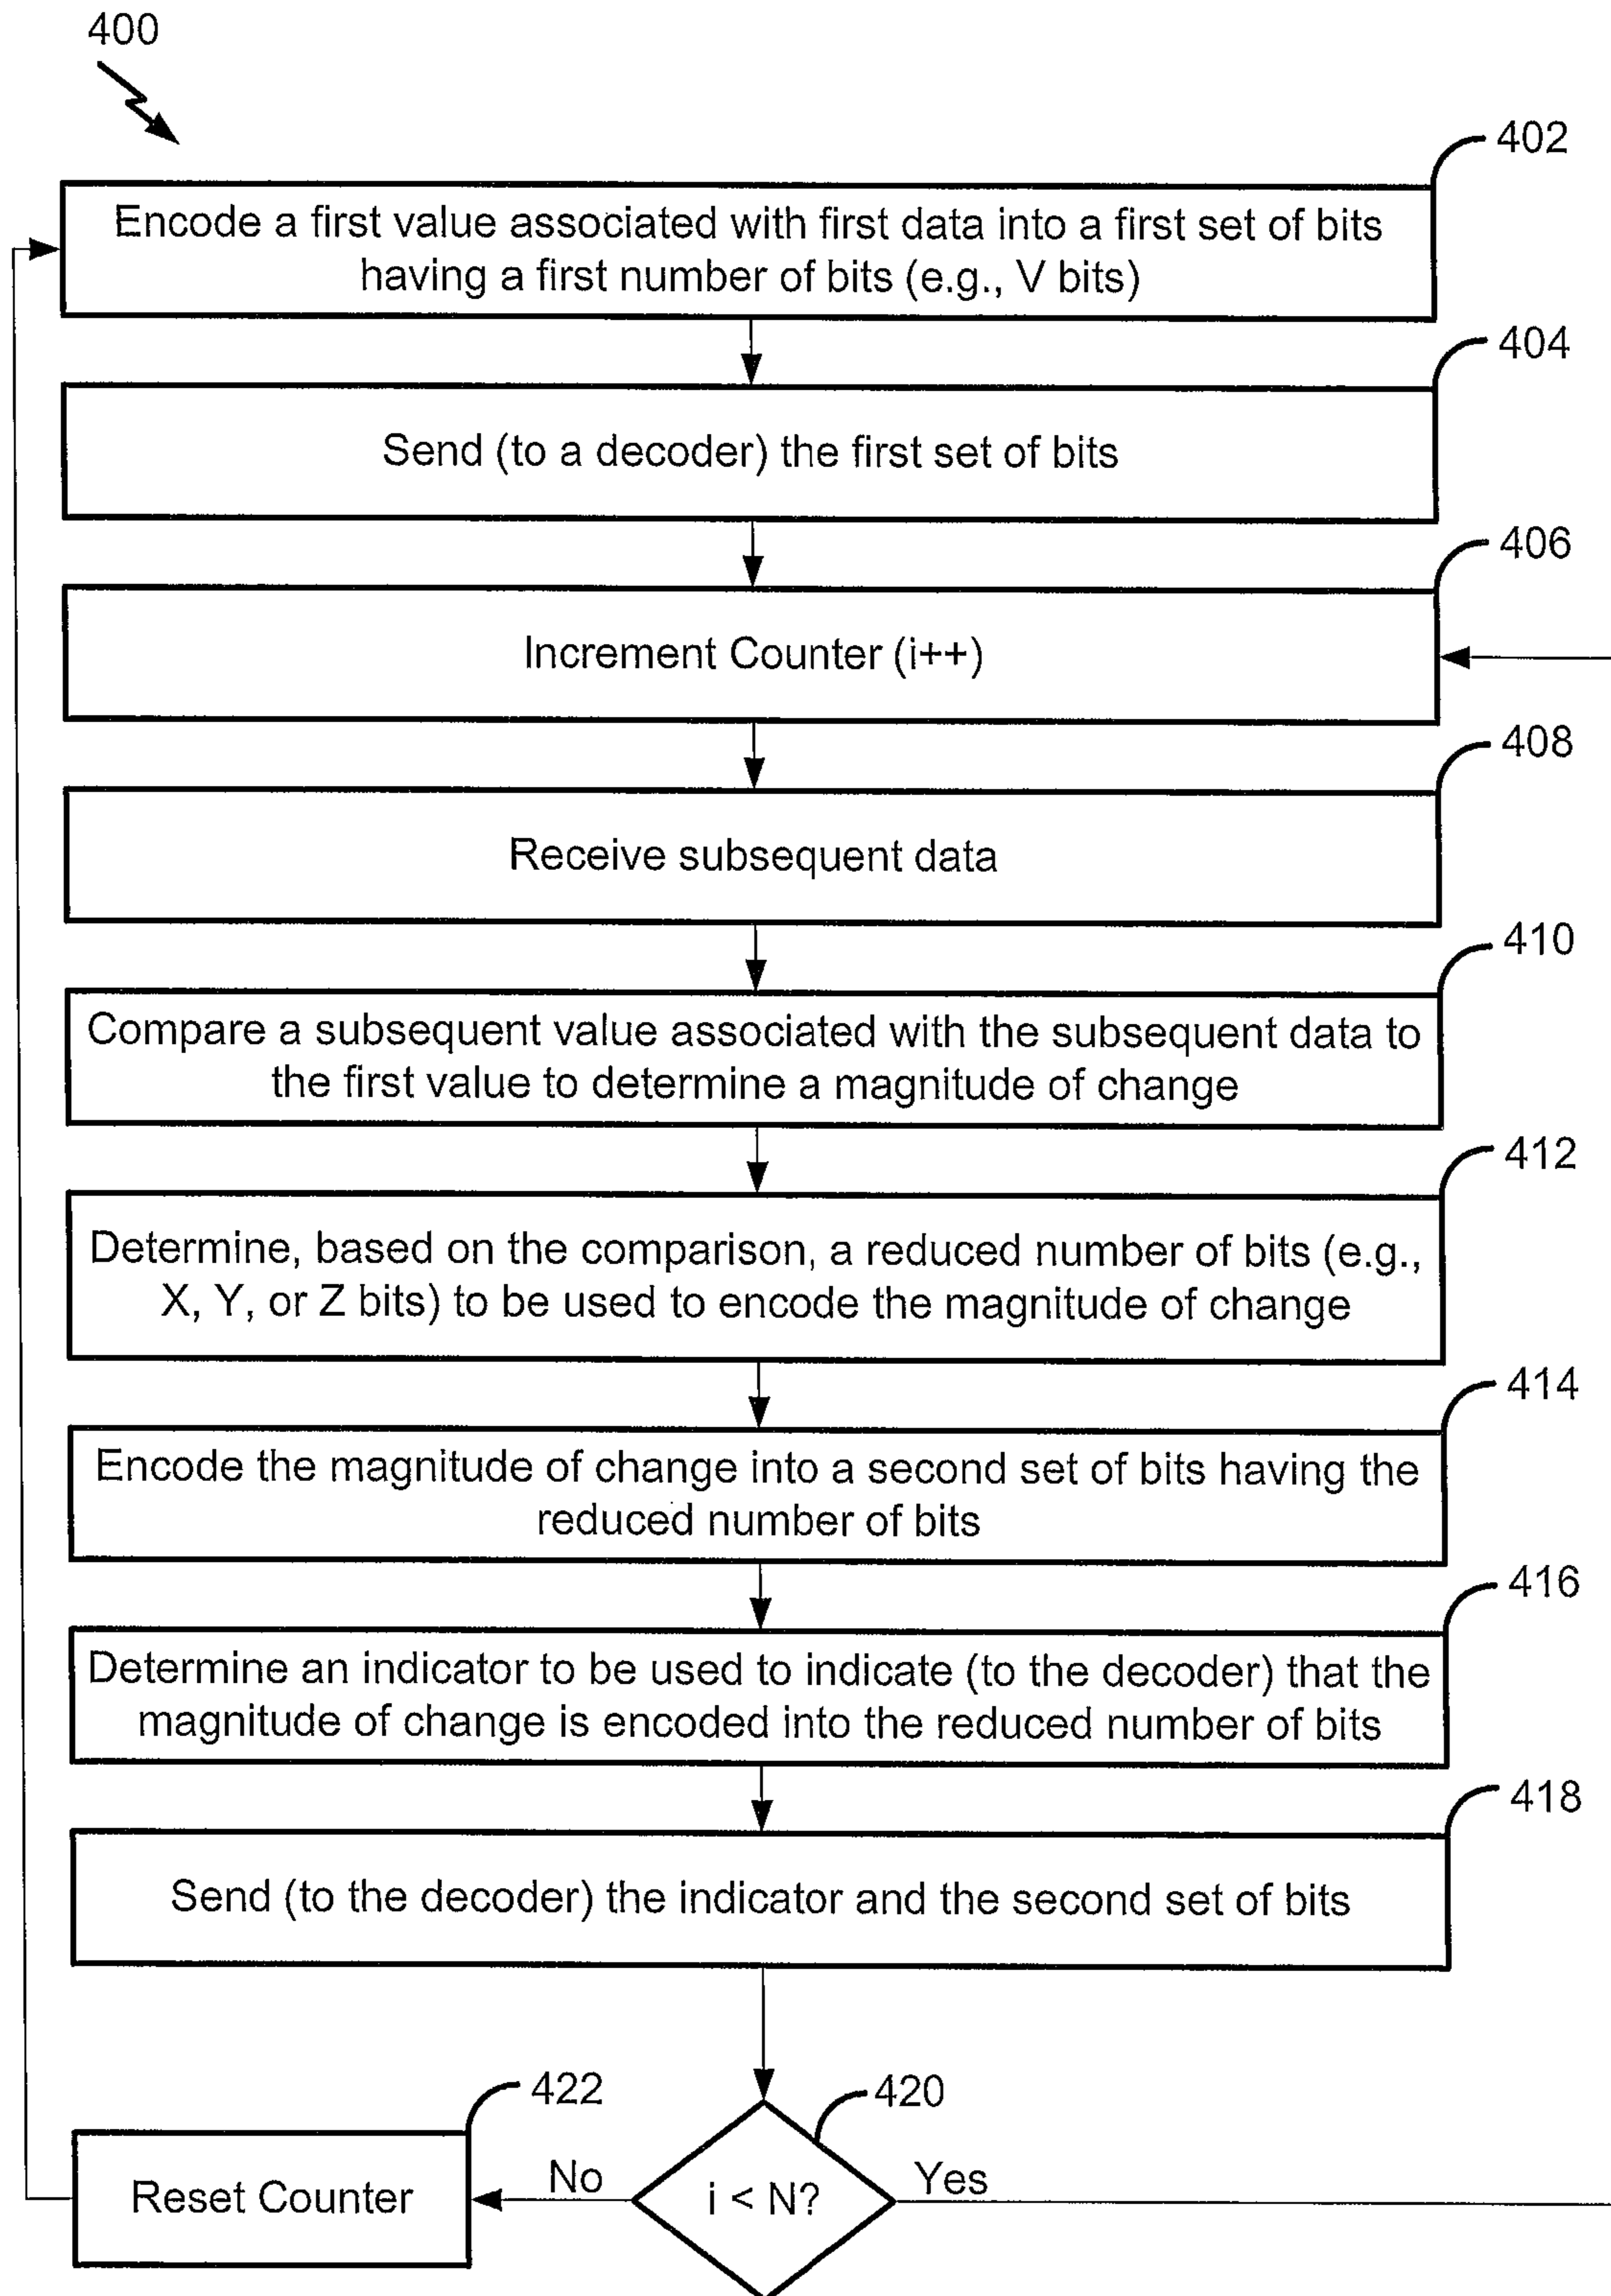 400
402
Encode a first value associated with first data into a first set of bits
having a first number of bits (e.g., V bits)
404
Send (to a decoder) the first set of bits
406
Increment Counter (i++)
408
Receive subsequent data
410
Compare a subsequent value associated with the subsequent data to
the first value to determine a magnitude of change
412
Determine, based on the comparison, a reduced number of bits (e.g.,
X, Y, or Z bits) to be used to encode the magnitude of change
414
Encode the magnitude of change into a second set of bits having the
reduced number of bits
416
Determine an indicator to be used to indicate (to the decoder) that the
magnitude of change is encoded into the reduced number of bits
418
Send (to the decoder) the indicator and the second set of bits
422
420
Reset Counter
No
i < N?
Yes